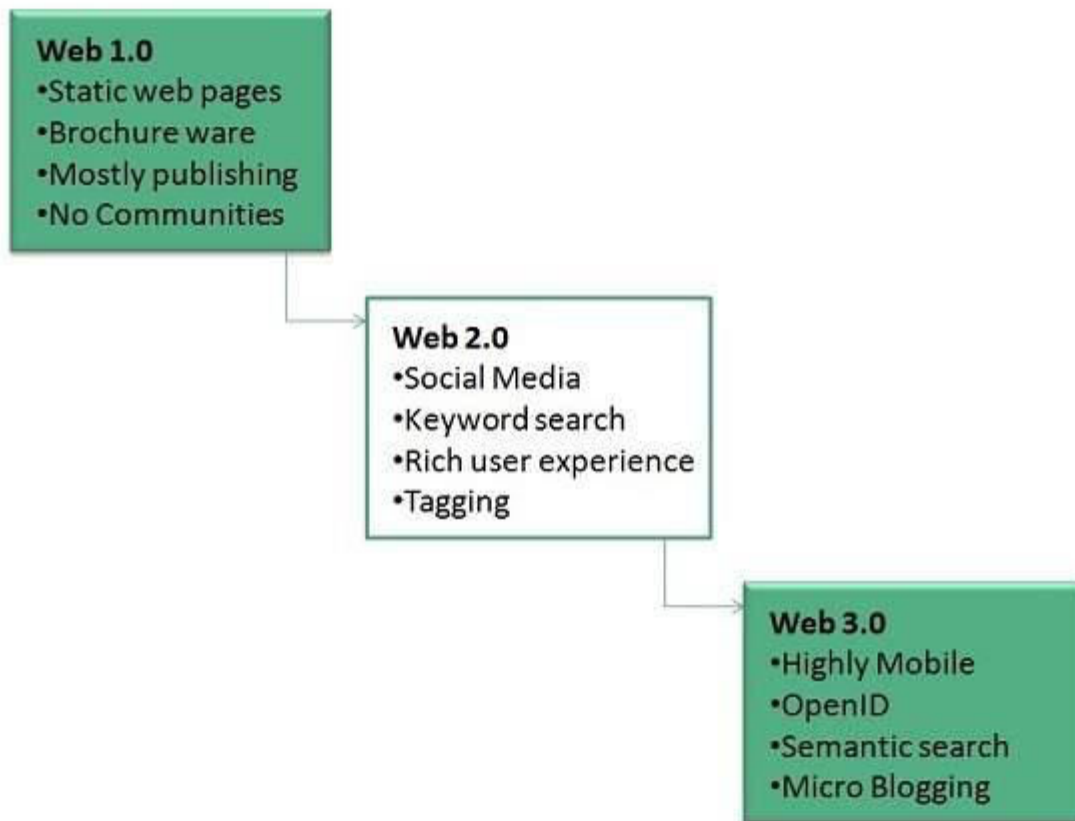 Web 1.0
•Static web pages
•Brochure ware
•Mostly publishing
•No Communities
Web 2.0
•Social Media
•Keyword search
•Rich user experience
•Tagging
Web 3.0
•Highly Mobile
•OpenID
•Semantic search
•Micro Blogging